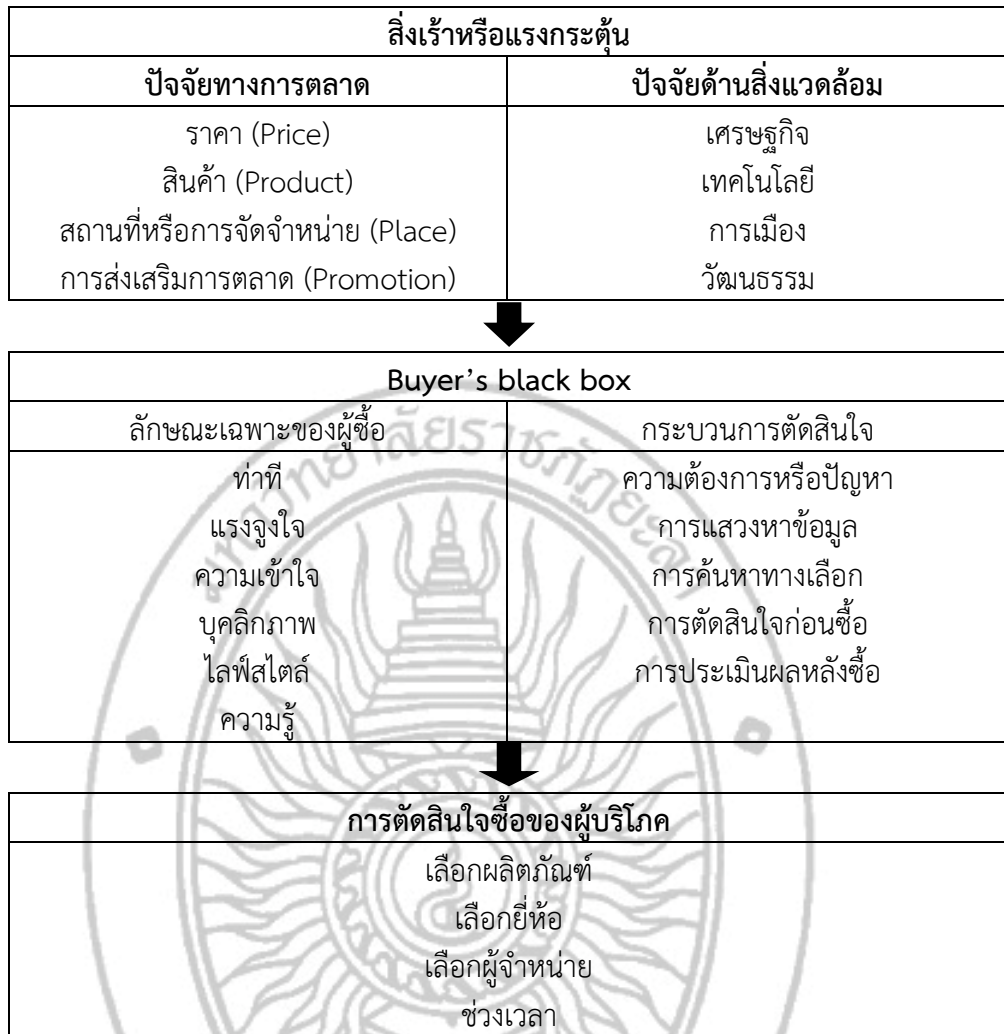 สิ่งเร้าหรือแรงกระตุ้น
ปัจจัยทางการตลาด
ราคา (Price)
สินค้า (Product)
สถานที่หรือการจัดจำหน่าย (Place)
การส่งเสริมการตลาด (Promotion)
ปัจจัยด้านสิ่งแวดล้อม
เศรษฐกิจ
เทคโนโลยี
การเมือง
วัฒนธรรม
Buyer’s black box
ลักษณะเฉพาะของผู้ซื้อ
ท่าที
แรงจูงใจ
ความเข้าใจ
บุคลิกภาพ
ไลฟ์สไตล์
ความรู้
กระบวนการตัดสินใจ
ความต้องการหรือปัญหา
การแสวงหาข้อมูล
การค้นหาทางเลือก
การตัดสินใจก่อนซื้อ
การประเมินผลหลังซื้อ
การตัดสินใจซื้อของผู้บริโภค
เลือกผลิตภัณฑ์
เลือกยี่ห้อ
เลือกผู้จำหน่าย
ช่วงเวลา